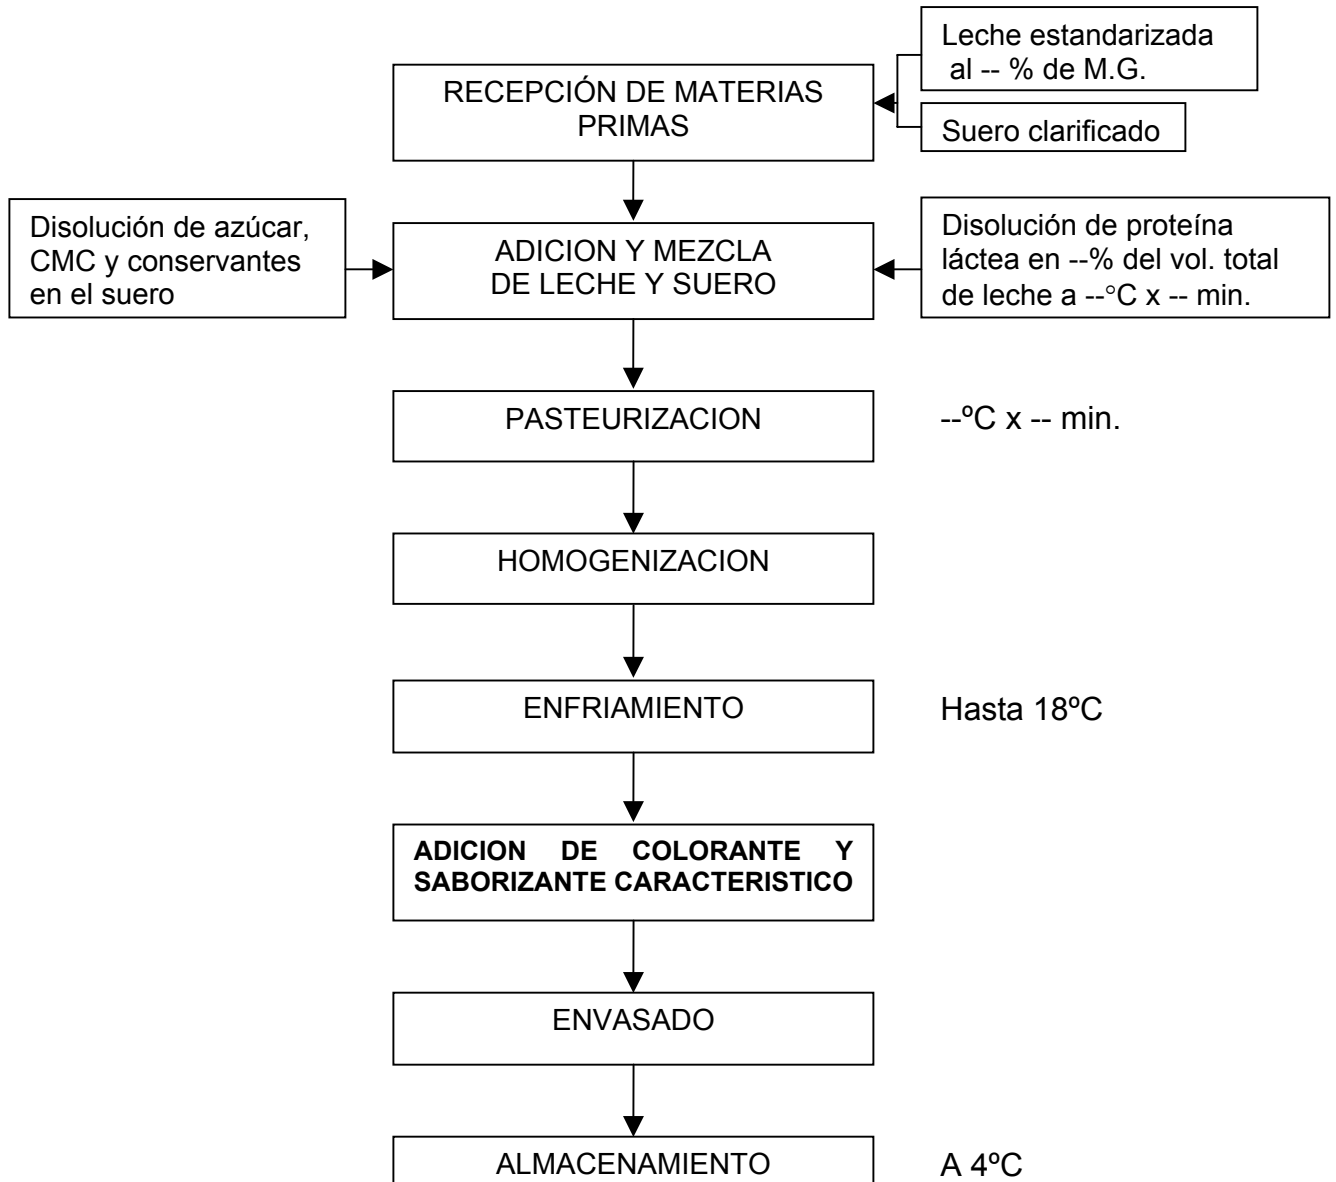 Leche estandarizada
al -- % de M.G.
RECEPCIÓN DE MATERIAS
PRIMAS
Suero clarificado
Disolución de azúcar,
CMC y conservantes
en el suero
ADICION Y MEZCLA
DE LECHE Y SUERO
Disolución de proteína
láctea en --% del vol. total
de leche a --°C x -- min.
PASTEURIZACION
--ºC x -- min.
HOMOGENIZACION
ENFRIAMIENTO
Hasta 18ºC
ADICION DE COLORANTE Y
SABORIZANTE CARACTERISTICO
ENVASADO
ALMACENAMIENTO
A 4ºC